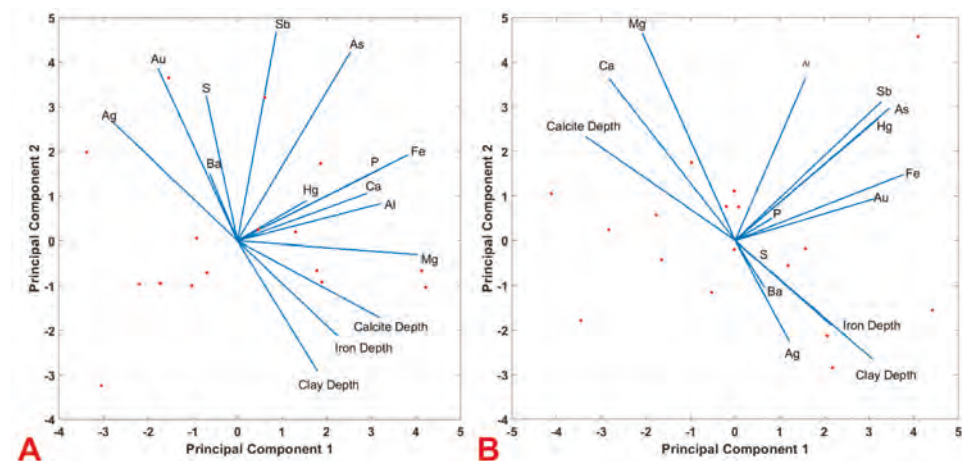 5
4
3
2
1
0
-1
-2
-3
-4
-4 -3 -2 -1 0 1 2 3 4 5
Principal Component 2
Principal Component 1
Sb
As
Au
S
Ag
Ba
Hg
P
Fe
Ca
Al
Mg
Calcite Depth
Iron Depth
Clay Depth
A
5
4
3
2
1
0
-1
-2
-3
-4
-5 -4 -3 -2 -1 0 1 2 3 4 5
Principal Component 2
Principal Component 1
Mg
Ca
Calcite Depth
Sb
As
Hg
Fe
Au
P
S
Ba
Iron Depth
Ag
Clay Depth
B